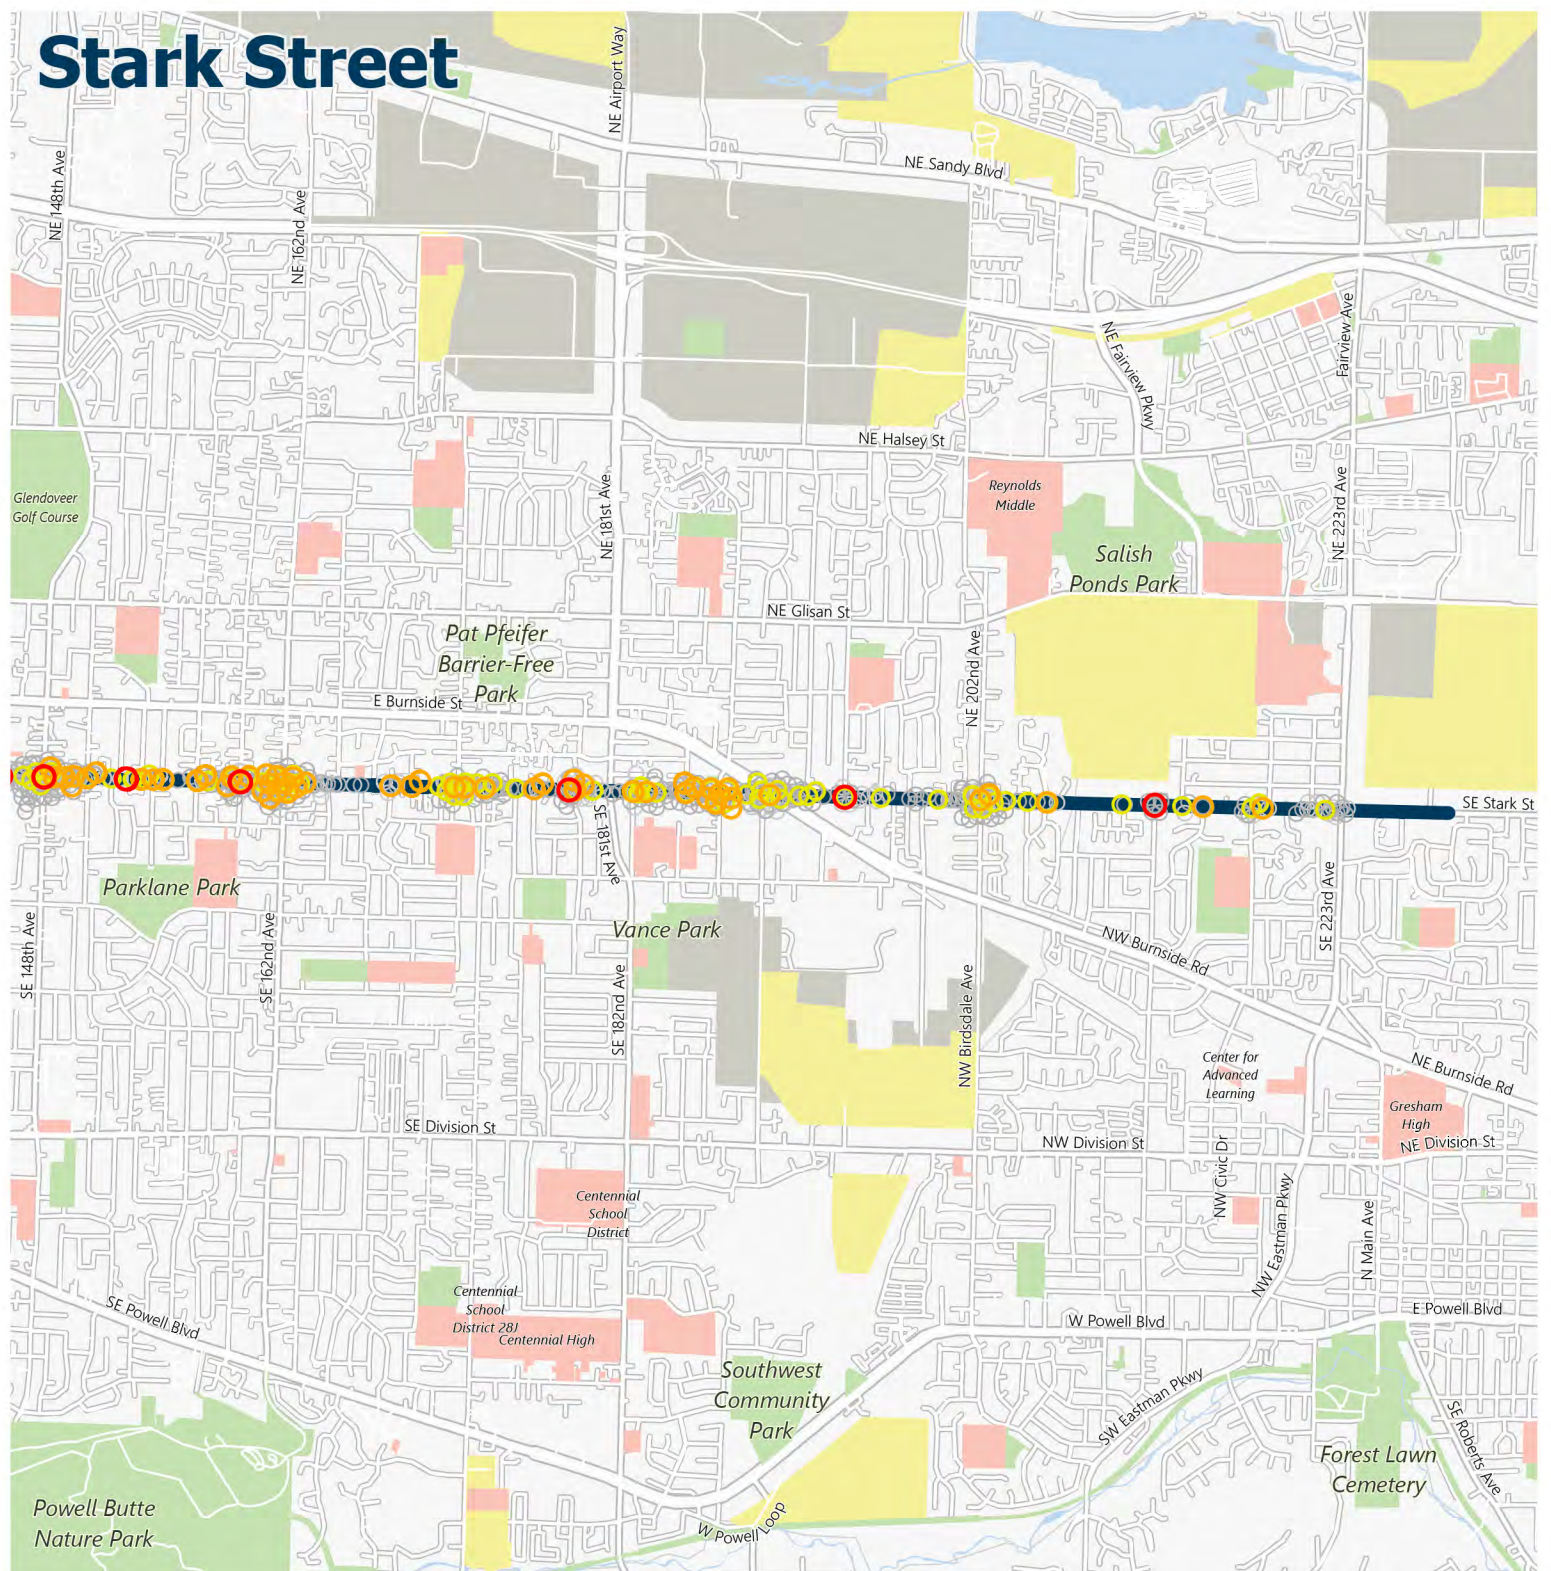 Stark Street
NE Airport Way
NE 148th Ave
NE 162nd Ave
NE Sandy Blvd
NE Fairview Pkwy
Fairview Ave
NE Halsey St
Glendoveer
Golf Course
NE 181st Ave
Reynolds
Middle
NE 223rd Ave
Salish
Ponds Park
NE Glisan St
Pat Pfeifer
Barrier-Free
Park
NE 202nd Ave
E Burnside St
SE Stark St
SE 181st Ave
Parklane Park
Vance Park
SE 148th Ave
SE 162nd Ave
SE 182nd Ave
NW Birdsdale Ave
NW Burnside Rd
SE 223rd Ave
Center for
Advanced
Learning
NE Burnside Rd
Gresham
High
SE Division St
NW Division St
NE Division St
NW Civic Dr
NW Eastman Pkwy
N Main Ave
Centennial
School
District
Centennial
School
District 28J
Centennial High
SE Powell Blvd
W Powell Blvd
E Powell Blvd
Southwest
Community
Park
SW Eastman Pkwy
SE Roberts Ave
Forest Lawn
Cemetery
Powell Butte
Nature Park
W Powell Loop